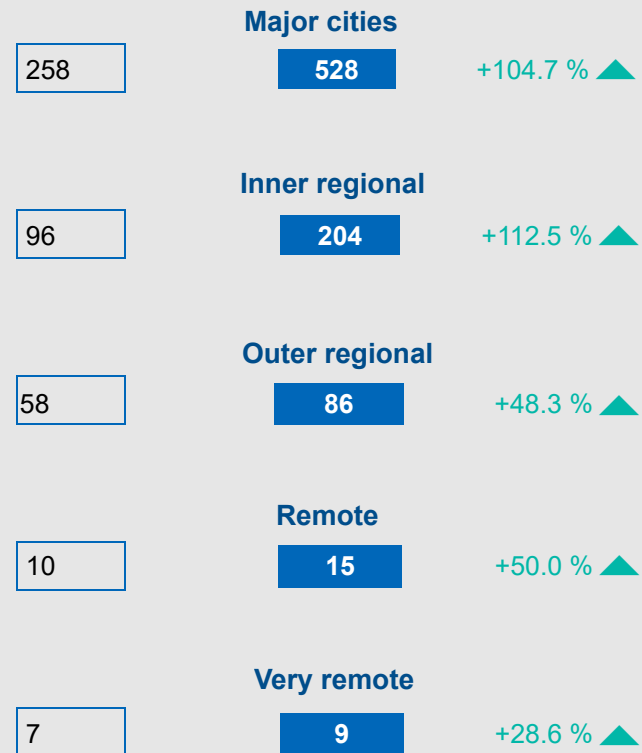 Major cities
258 528 +104.7 %
Inner regional
96 204 +112.5 %
Outer regional
58 86 +48.3 %
Remote
10 15 +50.0 %
Very remote
7 9 +28.6 %